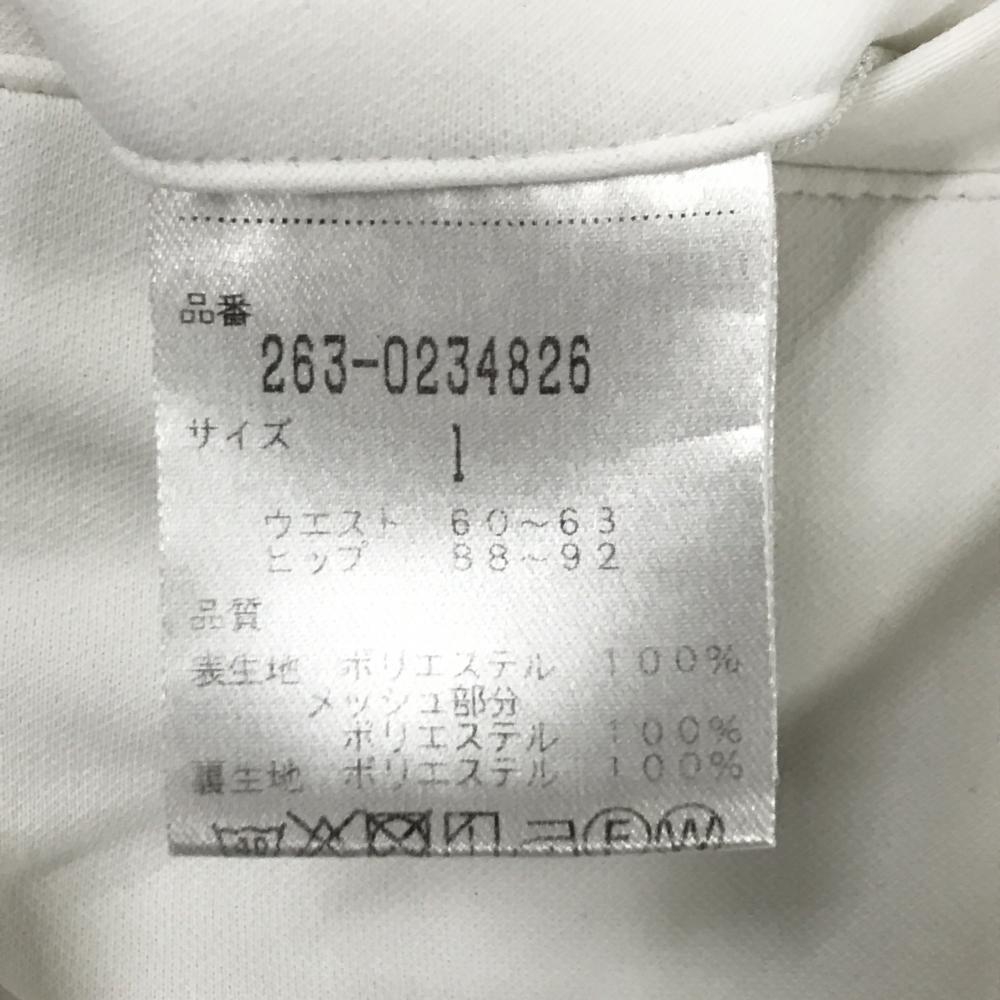 品番
263-0234826
サイズ 1
ウエスト 60~63
ヒップ 88~92
品質
表生地 ポリエステル 100%
メッシュ部分
ポリエステル 100%
裏生地 ポリエステル 100%
40 F W